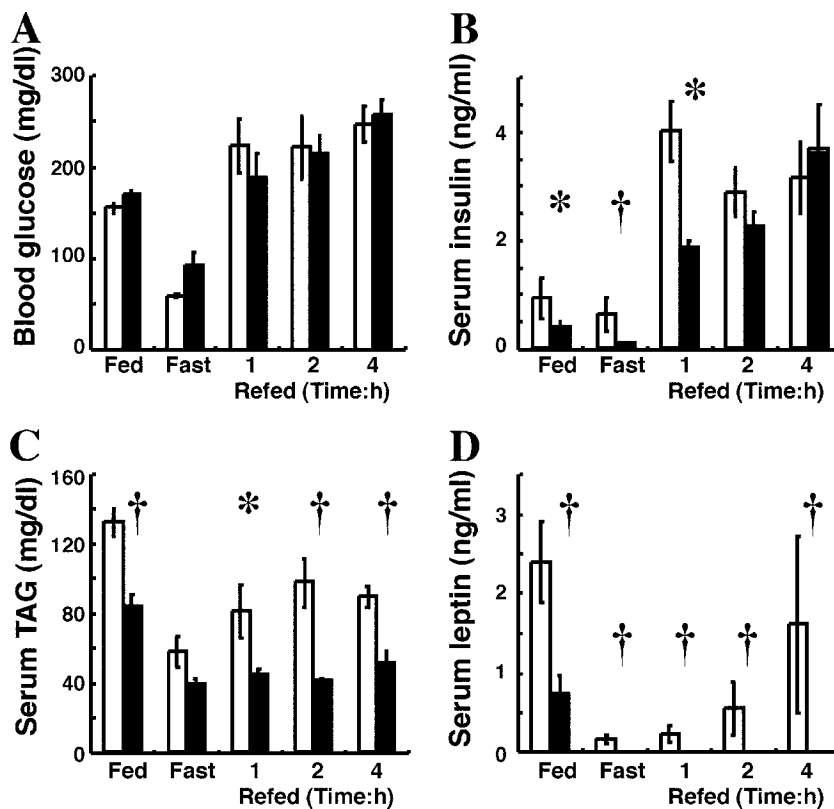 A
Blood glucose (mg/dl)
300
200
100
0
Fed Fast 1 2 4
Refed (Time:h)
B
Serum insulin (ng/ml)
4
2
0
* † *
Fed Fast 1 2 4
Refed (Time:h)
C
Serum TAG (mg/dl)
160
120
80
40
0
† * † †
Fed Fast 1 2 4
Refed (Time:h)
D
Serum leptin (ng/ml)
3
2
1
0
† † † † †
Fed Fast 1 2 4
Refed (Time:h)